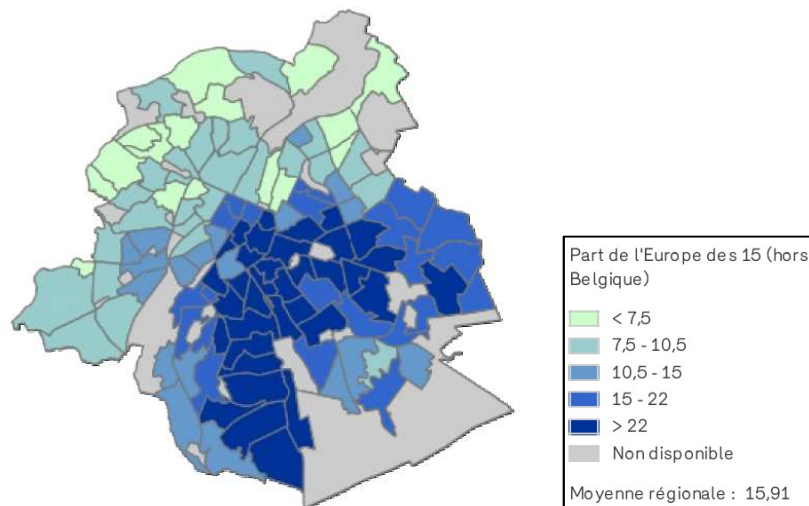 Part de l'Europe des 15 (hors
Belgique)
< 7,5
7,5 - 10,5
10,5 - 15
15 - 22
> 22
Non disponible
Moyenne régionale : 15,91